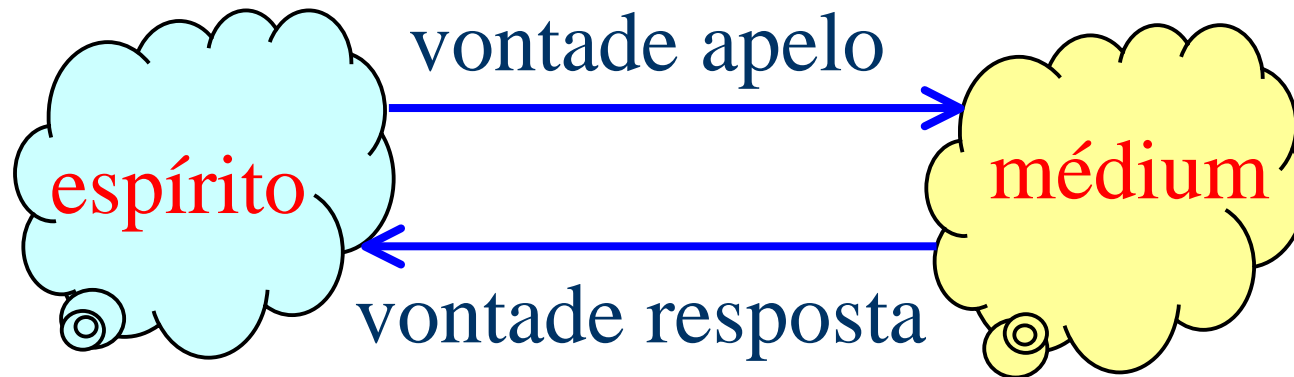 vontade apelo
espírito
médium
vontade resposta